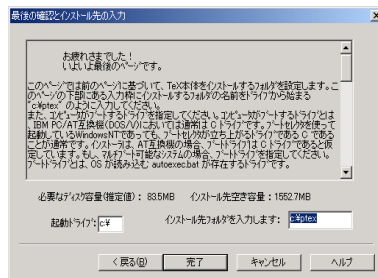 最後の確認とインストール先の入力
お疲れさまでした！
いよいよ最後のページです。
このページでは前のページに基づいて、TeX本体をインストールするフォルダを設定します。こ
のページの下部にある入力枠にインストールするフォルダの名前をドライブから始まる
"c:¥ptex" のように入力してください。
また、コンピュータがブートするドライブを指定してください。コンピュータがブートするドライブとは
、IBM PC/AT互換機(DOS/V)においては通常は C ドライブです。ブートセレクタを使って
起動しているWindowsNTであっても、ブートセレクタが立ち上がるドライブである C である
ことが通常です。インストーラは、AT互換機の場合、ブートドライブは C ドライブであると仮
定しています。もし、マルチブート可能なシステムの場合、ブートドライブを指定してください。
ブートドライブとは、OS が読み込む autoexec.bat が存在するドライブです。
必要なディスク容量(推定値)： 83.5MB インストール先空き容量： 1552.7MB
起動ドライブ： c:¥ インストール先フォルダを入力します： c:¥ptex
< 戻る(B) 完了 キャンセル ヘルプ